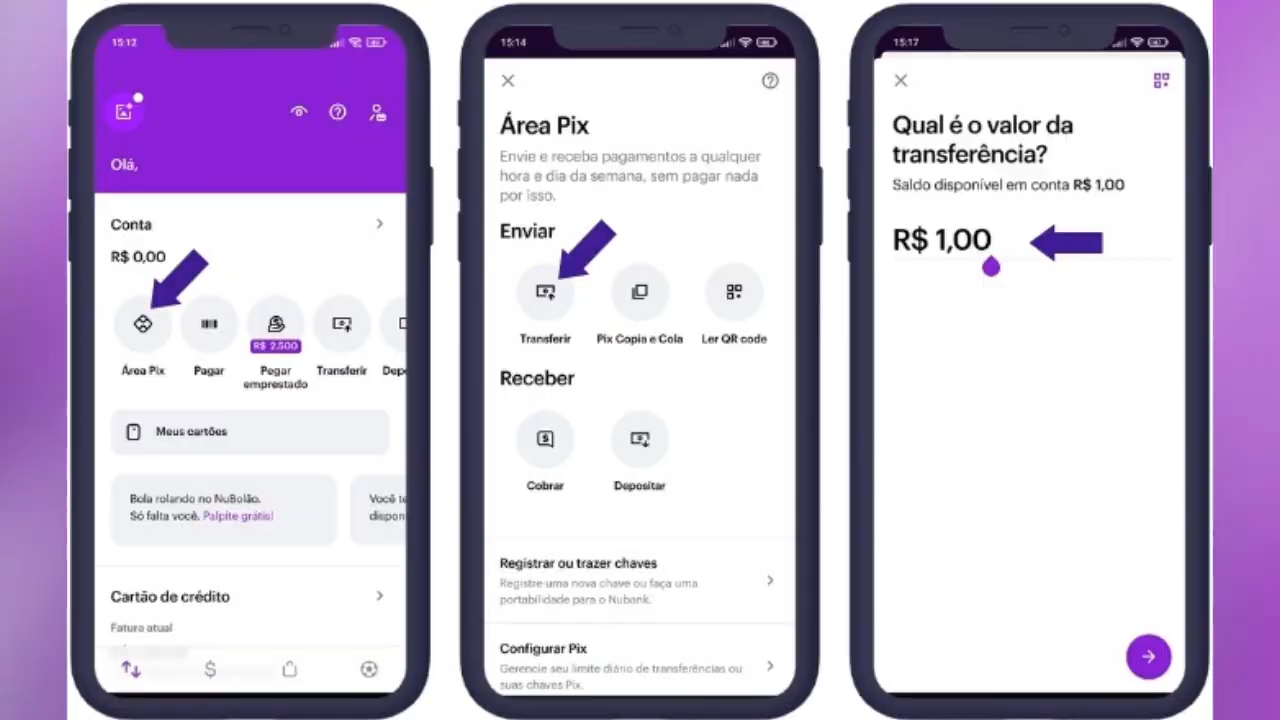 15:12
Olá,
Conta
R$ 0,00
R$ 2.500
Área Pix
Pagar
Pegar
emprestado
Transferir
Depo
Meus cartões
Bola rolando no NuBolão.
Só falta você. Palpite grátis!
Você te
dispon
Cartão de crédito
Fatura atual
15:14
Área Pix
Envie e receba pagamentos a qualquer
hora e dia da semana, sem pagar nada
por isso.
Enviar
Transferir
Pix Copia e Cola
Ler QR code
Receber
Cobrar
Depositar
Registrar ou trazer chaves
Registre uma nova chave ou faça uma
portabilidade para o Nubank.
Configurar Pix
Gerencie seu limite diário de transferências ou
suas chaves Pix.
15:17
Qual é o valor da
transferência?
Saldo disponível em conta R$ 1,00
R$ 1,00